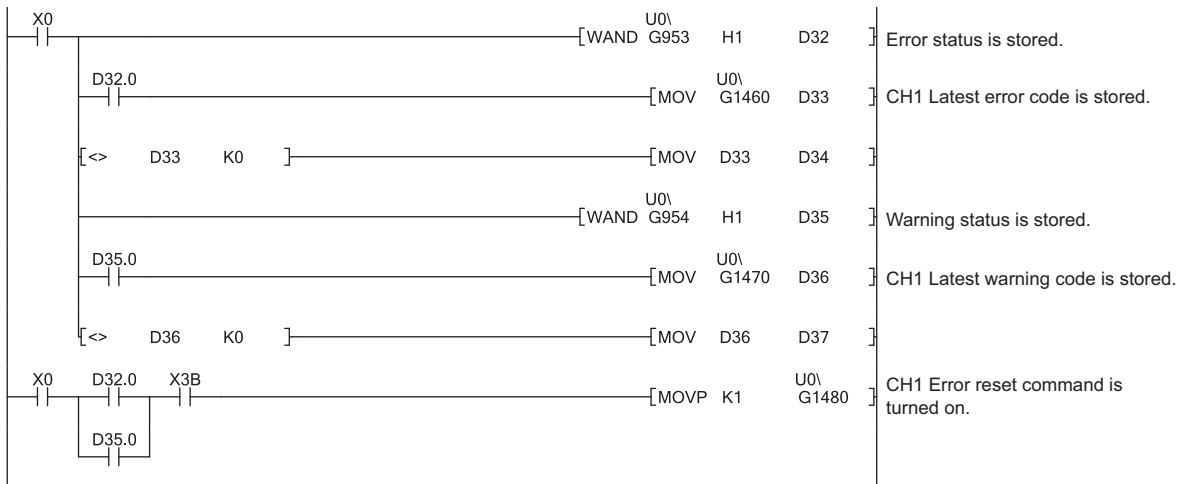 X0
U0\
[WAND G953 H1 D32 ] Error status is stored.
D32.0
U0\
[MOV G1460 D33 ] CH1 Latest error code is stored.
[<> D33 K0 ] [MOV D33 D34 ]
U0\
[WAND G954 H1 D35 ] Warning status is stored.
D35.0
U0\
[MOV G1470 D36 ] CH1 Latest warning code is stored.
[<> D36 K0 ] [MOV D36 D37 ]
X0 D32.0 X3B
U0\
[MOVP K1 G1480 ] CH1 Error reset command is
turned on.
D35.0